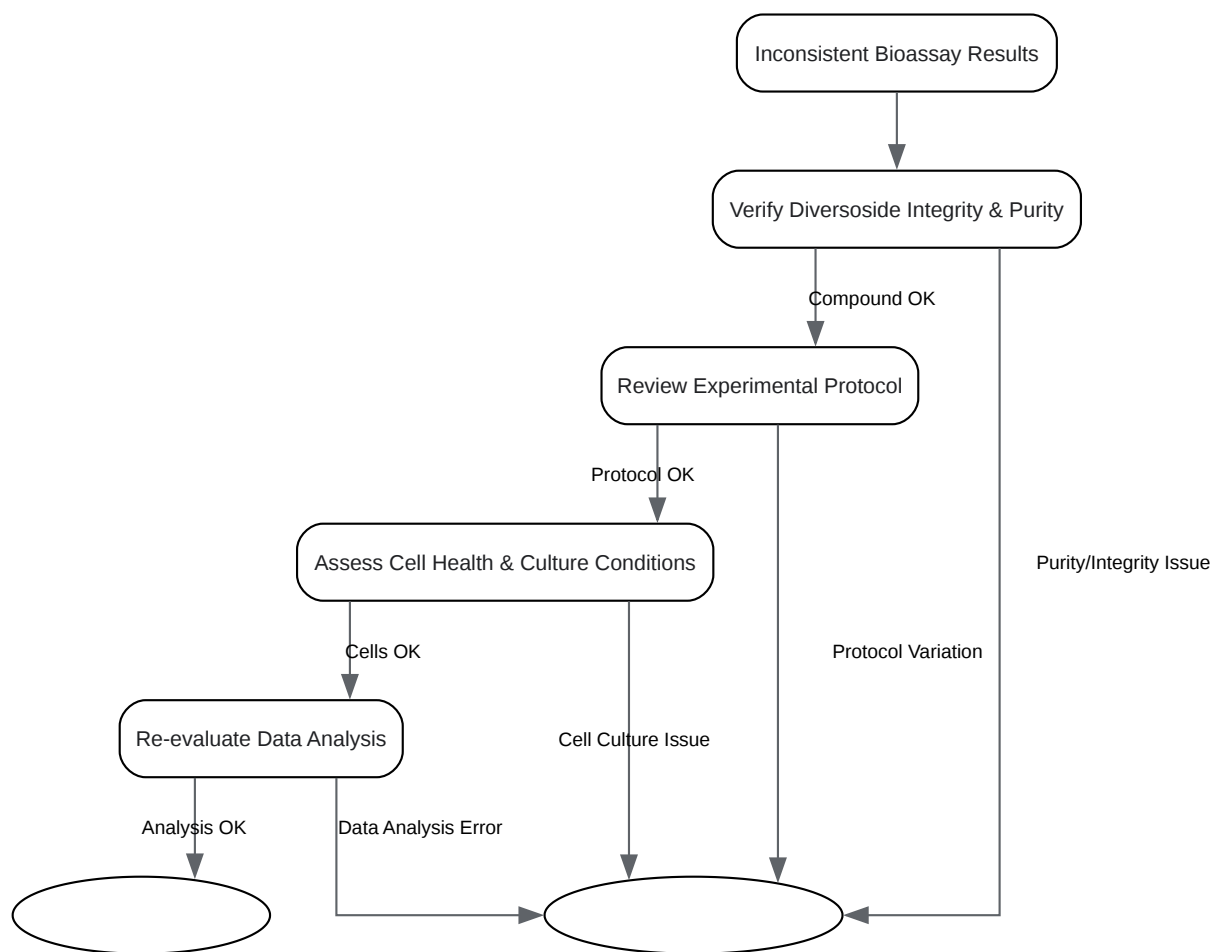 Inconsistent Bioassay Results
Verify Diversoside Integrity & Purity
Compound OK
Review Experimental Protocol
Protocol OK
Assess Cell Health & Culture Conditions
Purity/Integrity Issue
Cells OK
Protocol Variation
Re-evaluate Data Analysis
Cell Culture Issue
Analysis OK
Data Analysis Error